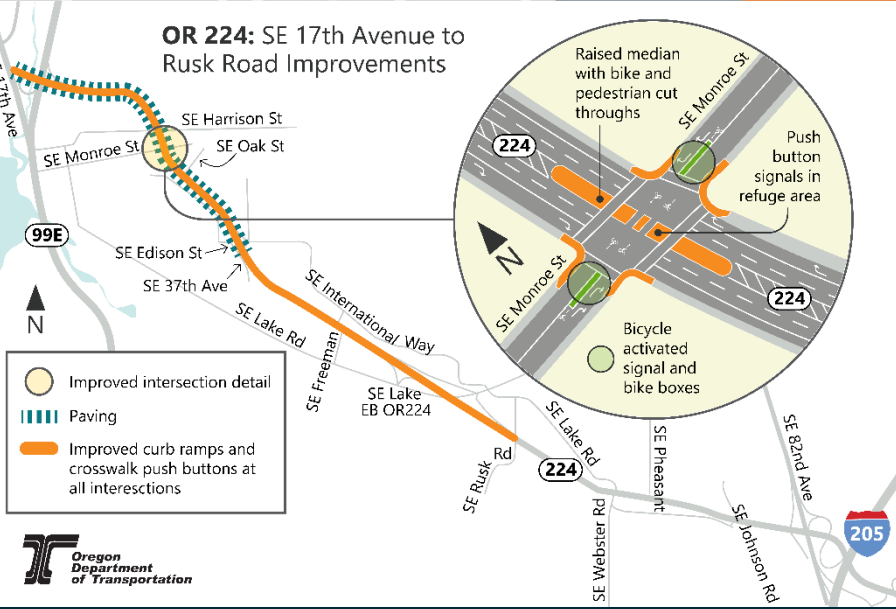 OR 224: SE 17th Avenue to
Rusk Road Improvements
17th Ave
SE Harrison St
SE Monroe St
SE Oak St
99E
SE Edison St
SE 37th Ave
N
SE International Way
SE Lake Rd
SE Freeman
SE Lake
EB OR224
SE Rusk
Rd
224
SE Lake Rd
SE Webster Rd
SE Pheasant
SE Johnson Rd
SE 82nd Ave
205
Raised median
with bike and
pedestrian cut
throughs
SE Monroe St
224
Push
button
signals in
refuge area
N
SE Monroe St
224
Bicycle
activated
signal and
bike boxes
Improved intersection detail
Paving
Improved curb ramps and
crosswalk push buttons at
all interesctions
Oregon
Department
of Transportation